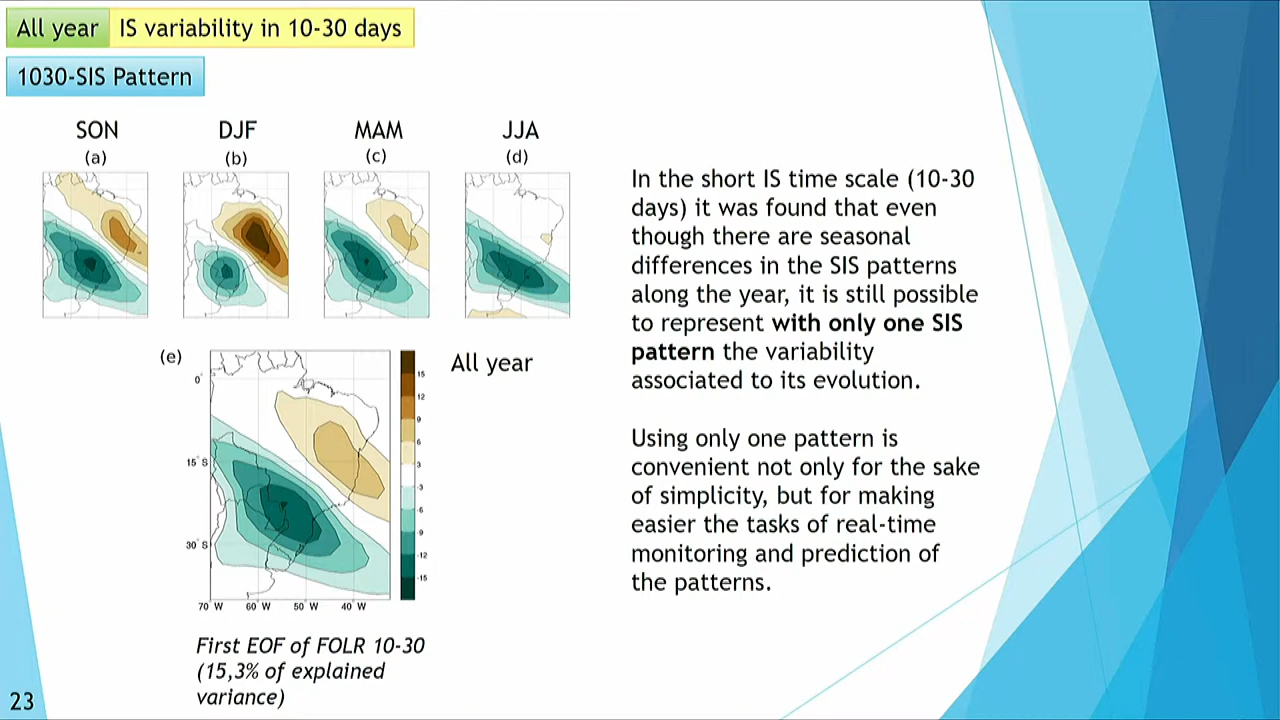 All year IS variability in 10-30 days
1030-SIS Pattern
SON DJF MAM JJA
(a) (b) (c) (d)
In the short IS time scale (10-30
days) it was found that even
though there are seasonal
differences in the SIS patterns
along the year, it is still possible
to represent with only one SIS
pattern the variability
associated to its evolution.
Using only one pattern is
convenient not only for the sake
of simplicity, but for making
easier the tasks of real-time
monitoring and prediction of
the patterns.
(e) All year
0°
15° S
30° S
70° W 60° W 50° W 40° W
15
12
9
6
3
-3
-6
-9
-12
-15
First EOF of FOLR 10-30
(15,3% of explained
variance)
23